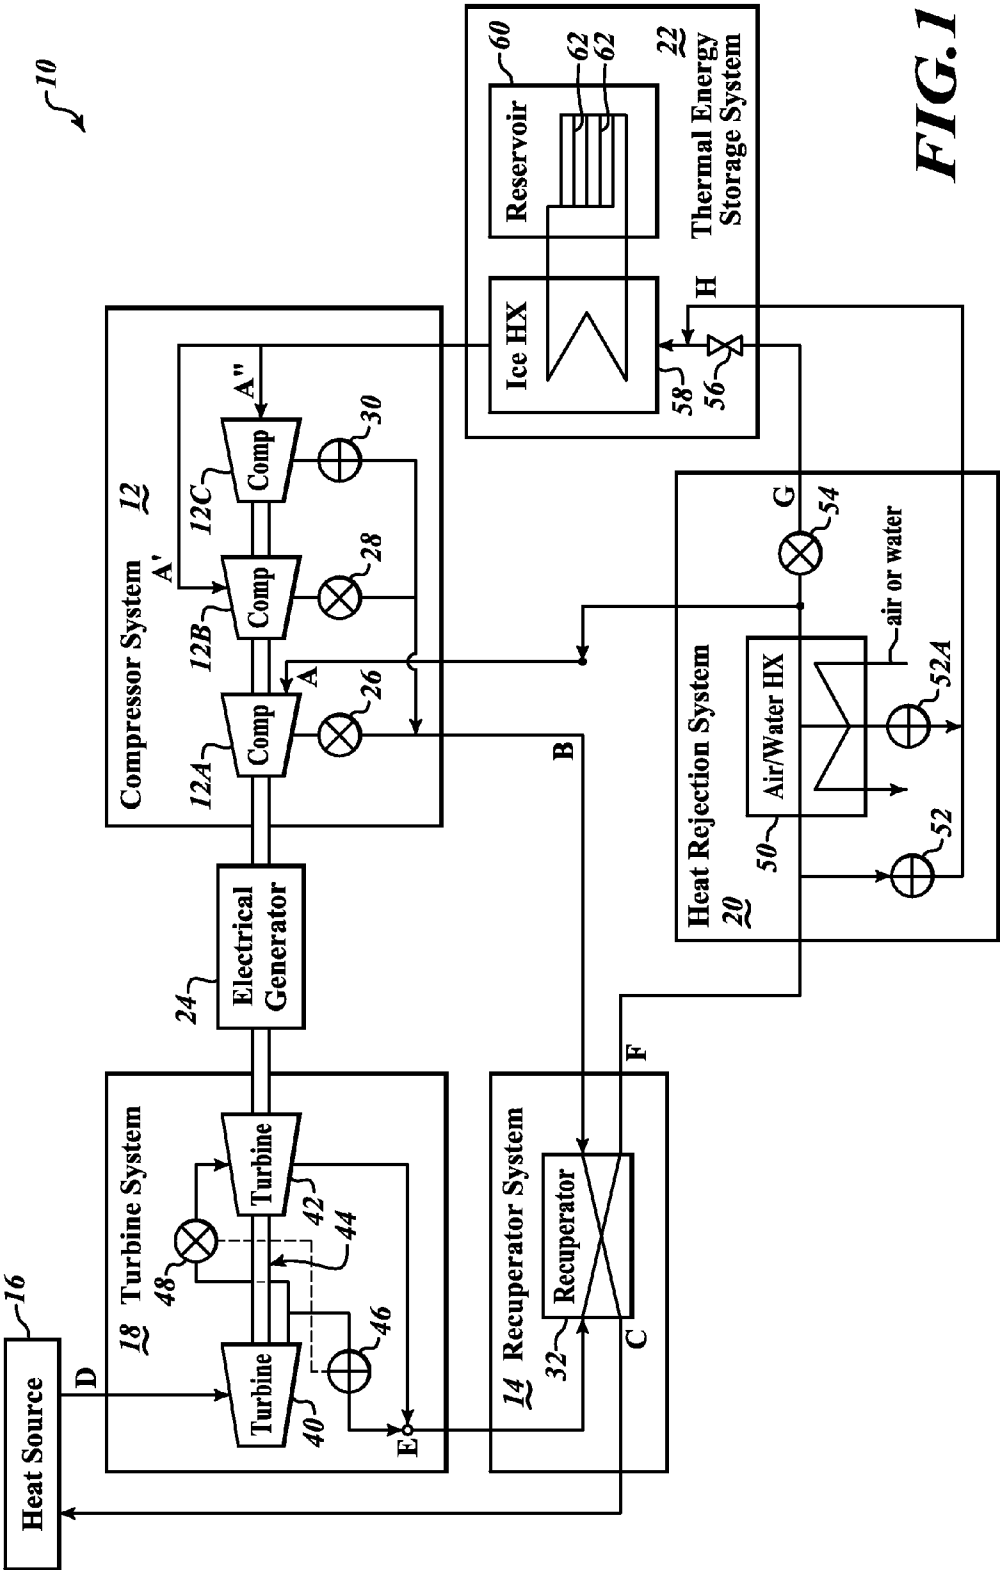 10
Heat Source
16
D
18
Turbine System
Turbine
40
48
44
46
Turbine
42
E
24
Electrical
Generator
Compressor System
12
Comp
12A
26
A
Comp
12B
28
A'
Comp
12C
30
A"
B
14
Recuperator System
32
Recuperator
C
F
Heat Rejection System
20
50
Air/Water HX
52
52A
air or water
54
G
Ice HX
58
56
H
Reservoir
60
62
62
22
Thermal Energy
Storage System
FIG.1